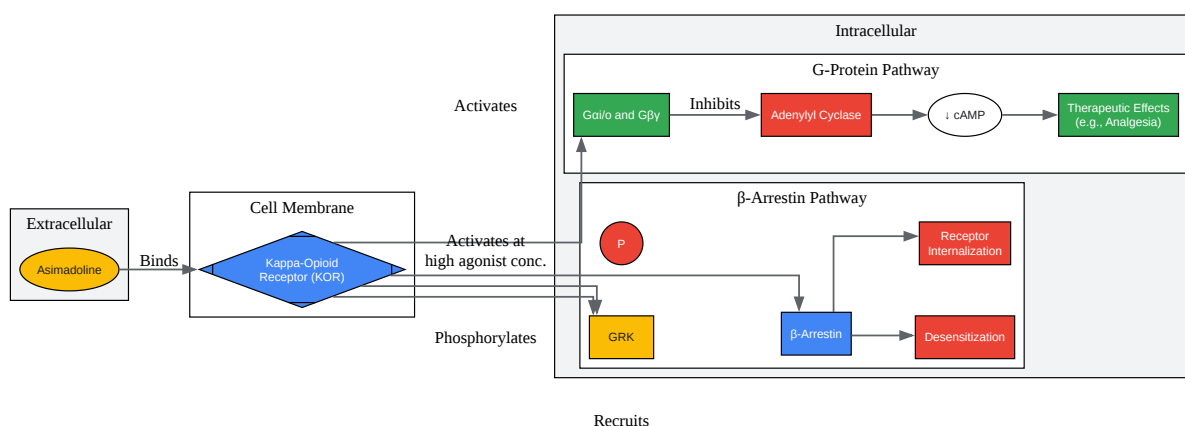 Intracellular
G-Protein Pathway
Activates
Gαi/o and Gβγ
Inhibits
Adenylyl Cyclase
↓ cAMP
Therapeutic Effects
(e.g., Analgesia)
Extracellular
Asimadoline
Binds
Cell Membrane
Kappa-Opioid
Receptor (KOR)
Activates at
high agonist conc.
Phosphorylates
β-Arrestin Pathway
P
GRK
β-Arrestin
Receptor
Internalization
Desensitization
Recruits